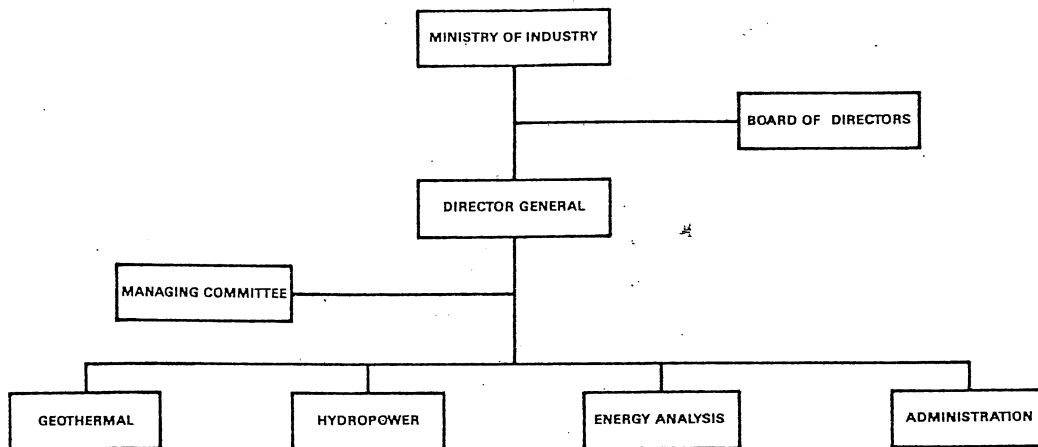 MINISTRY OF INDUSTRY
BOARD OF DIRECTORS
DIRECTOR GENERAL
MANAGING COMMITTEE
GEOTHERMAL
HYDROPOWER
ENERGY ANALYSIS
ADMINISTRATION